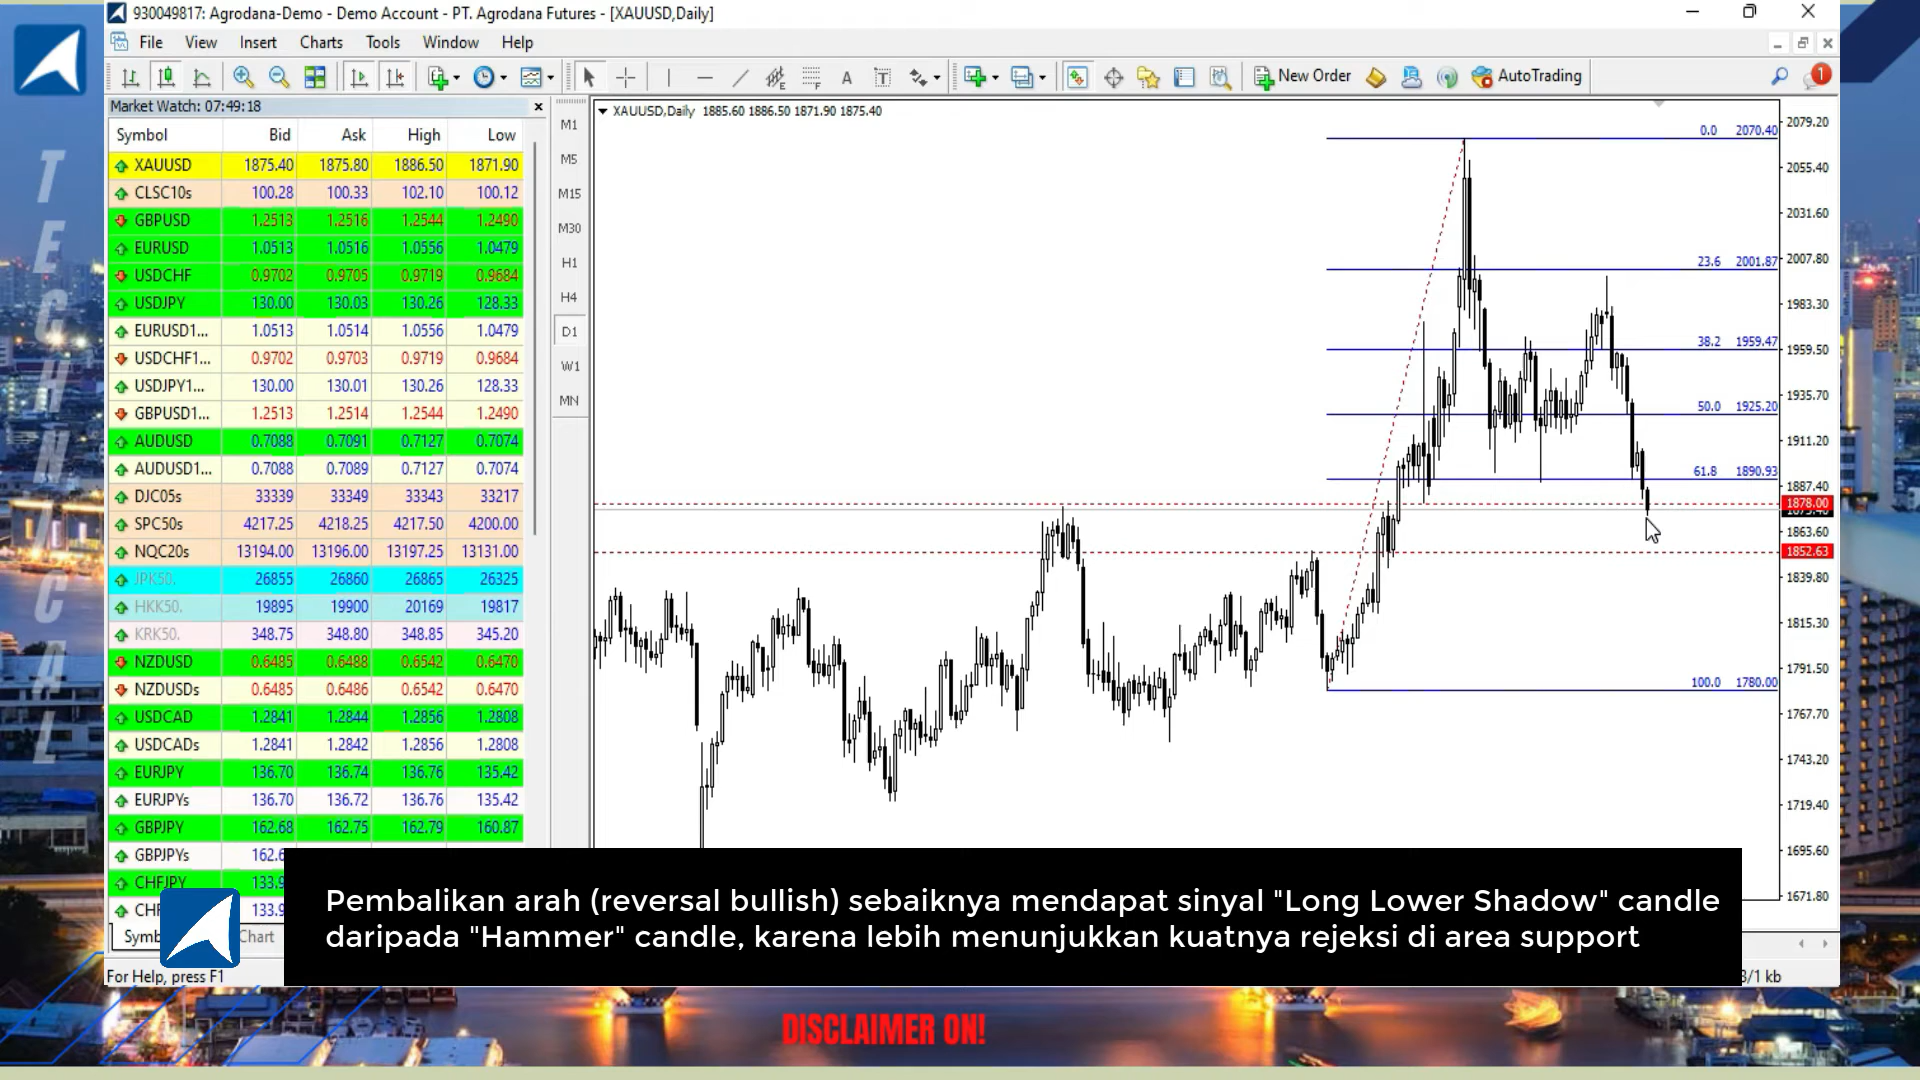 930049817: Agrodana-Demo - Demo Account - PT. Agrodana Futures - [XAUUSD,Daily]
File View Insert Charts Tools Window Help
New Order AutoTrading 1
TECHNICAL
Market Watch: 07:49:18
Symbol Bid Ask High Low
XAUUSD 1875.40 1875.80 1886.50 1871.90
CLSC10s 100.28 100.33 102.10 100.12
GBPUSD 1.2513 1.2516 1.2544 1.2490
EURUSD 1.0513 1.0516 1.0556 1.0479
USDCHF 0.9702 0.9705 0.9719 0.9684
USDJPY 130.00 130.03 130.26 128.33
EURUSD1... 1.0513 1.0514 1.0556 1.0479
USDCHF1... 0.9702 0.9703 0.9719 0.9684
USDJPY1... 130.00 130.01 130.26 128.33
GBPUSD1... 1.2513 1.2514 1.2544 1.2490
AUDUSD 0.7088 0.7091 0.7127 0.7074
AUDUSD1... 0.7088 0.7089 0.7127 0.7074
DJC05s 33339 33349 33343 33217
SPC50s 4217.25 4218.25 4217.50 4200.00
NQC20s 13194.00 13196.00 13197.25 13131.00
JPK50. 26855 26860 26865 26325
HKK50. 19895 19900 20169 19817
KRK50. 348.75 348.80 348.85 345.20
NZDUSD 0.6485 0.6488 0.6542 0.6470
NZDUSDs 0.6485 0.6486 0.6542 0.6470
USDCAD 1.2841 1.2844 1.2856 1.2808
USDCADs 1.2841 1.2842 1.2856 1.2808
EURJPY 136.70 136.74 136.76 135.42
EURJPYs 136.70 136.72 136.76 135.42
GBPJPY 162.68 162.75 162.79 160.87
GBPJPYs 162.6
CHFJPY 133.9
CHF 133.9
Symb Chart
For Help, press F1
M1
M5
M15
M30
H1
H4
D1
W1
MN
XAUUSD,Daily 1885.60 1886.50 1871.90 1875.40
0.0 2070.40
23.6 2001.87
38.2 1959.47
50.0 1925.20
61.8 1890.93
100.0 1780.00
2079.20
2055.40
2031.60
2007.80
1983.30
1959.50
1935.70
1911.20
1887.40
1878.00
1863.60
1852.63
1839.80
1815.30
1791.50
1767.70
1743.20
1719.40
1695.60
1671.80
/1 kb
Pembalikan arah (reversal bullish) sebaiknya mendapat sinyal "Long Lower Shadow" candle
daripada "Hammer" candle, karena lebih menunjukkan kuatnya rejeksi di area support
DISCLAIMER ON!